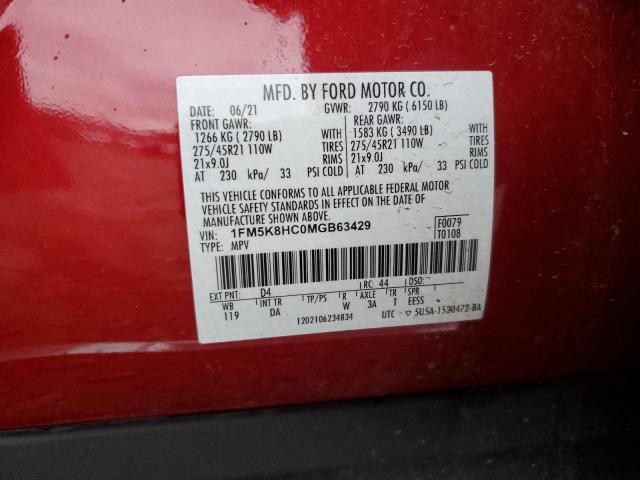 MFD. BY FORD MOTOR CO.
DATE: 06/21 GVWR: 2790 KG (6150 LB)
FRONT GAWR: REAR GAWR:
1266 KG (2790 LB) WITH 1583 KG (3490 LB) WITH
275/45R21 110W TIRES 275/45R21 110W TIRES
21x9.0J RIMS 21x9.0J RIMS
AT 230 kPa/ 33 PSI COLD AT 230 kPa/ 33 PSI COLD
THIS VEHICLE CONFORMS TO ALL APPLICABLE FEDERAL MOTOR
VEHICLE SAFETY STANDARDS IN EFFECT ON THE DATE OF
MANUFACTURE SHOWN ABOVE.
VIN: 1FM5K8HC0MGB63429 F0079
TYPE: MPV T0108
EXT PNT: D4 RC: 44 DSO:
WB INT TR TP/PS R AXLE TR SPR
119 DA W 3A T EESS
1202106234834 UTC ▽ 5U5A-1520472-BA